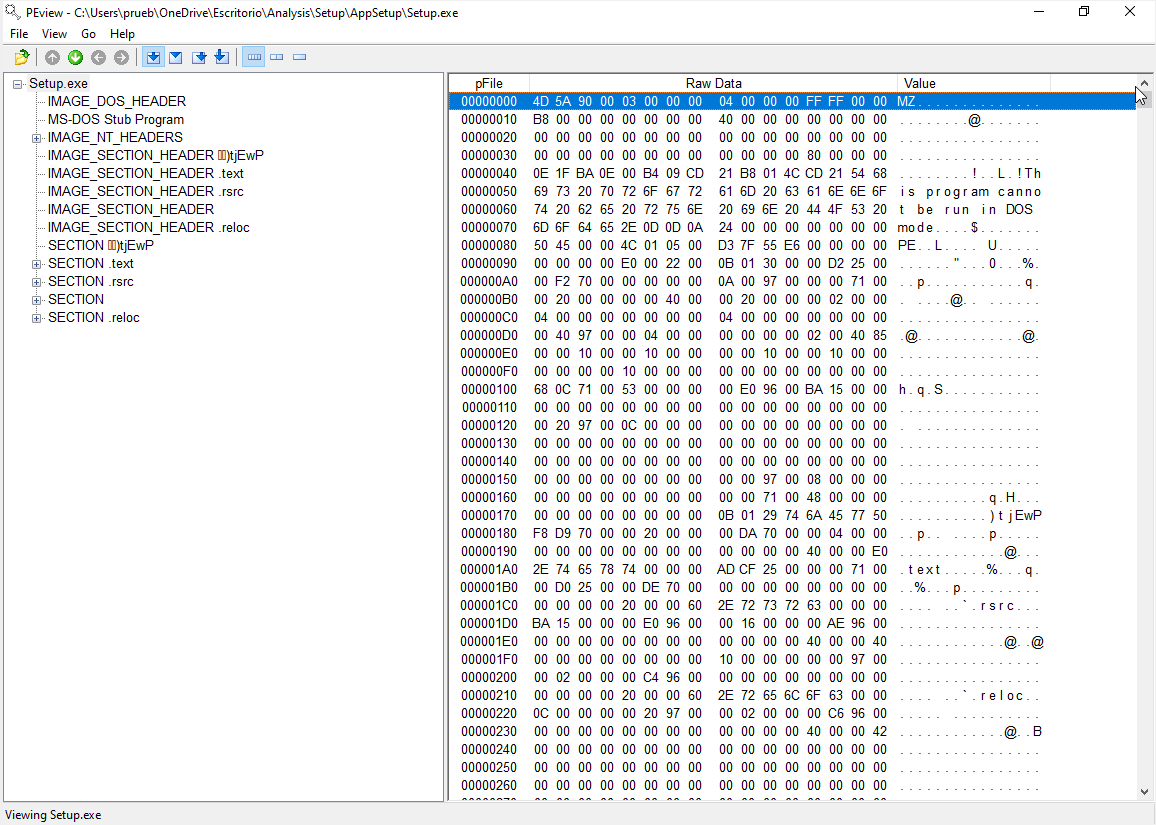 PEview - C:\Users\prueb\OneDrive\Escritorio\Analysis\Setup\AppSetup\Setup.exe
File View Go Help
Setup.exe
IMAGE_DOS_HEADER
MS-DOS Stub Program
IMAGE_NT_HEADERS
IMAGE_SECTION_HEADER )tjEwP
IMAGE_SECTION_HEADER .text
IMAGE_SECTION_HEADER .rsrc
IMAGE_SECTION_HEADER
IMAGE_SECTION_HEADER .reloc
SECTION )tjEwP
SECTION .text
SECTION .rsrc
SECTION
SECTION .reloc
pFile Raw Data Value
00000000 4D 5A 90 00 03 00 00 00 04 00 00 00 FF FF 00 00 MZ..............
00000010 B8 00 00 00 00 00 00 00 40 00 00 00 00 00 00 00 ........@.......
00000020 00 00 00 00 00 00 00 00 00 00 00 00 00 00 00 00 ................
00000030 00 00 00 00 00 00 00 00 00 00 00 00 80 00 00 00 ................
00000040 0E 1F BA 0E 00 B4 09 CD 21 B8 01 4C CD 21 54 68 ........!..L.!Th
00000050 69 73 20 70 72 6F 67 72 61 6D 20 63 61 6E 6E 6F is program canno
00000060 74 20 62 65 20 72 75 6E 20 69 6E 20 44 4F 53 20 t be run in DOS
00000070 6D 6F 64 65 2E 0D 0D 0A 24 00 00 00 00 00 00 00 mode....$.......
00000080 50 45 00 00 4C 01 05 00 D3 7F 55 E6 00 00 00 00 PE..L.....U.....
00000090 00 00 00 00 E0 00 22 00 0B 01 30 00 00 D2 25 00 ......"...0...%.
000000A0 00 F2 70 00 00 00 00 00 0A 00 97 00 00 00 71 00 ..p...........q.
000000B0 00 20 00 00 00 00 40 00 00 20 00 00 00 02 00 00 . ....@.. ......
000000C0 04 00 00 00 00 00 00 00 04 00 00 00 00 00 00 00 ................
000000D0 00 40 97 00 00 04 00 00 00 00 00 00 02 00 40 85 .@............@.
000000E0 00 00 10 00 00 10 00 00 00 00 10 00 00 10 00 00 ................
000000F0 00 00 00 00 10 00 00 00 00 00 00 00 00 00 00 00 ................
00000100 68 0C 71 00 53 00 00 00 00 E0 96 00 BA 15 00 00 h.q.S...........
00000110 00 00 00 00 00 00 00 00 00 00 00 00 00 00 00 00 ................
00000120 00 20 97 00 0C 00 00 00 00 00 00 00 00 00 00 00 . ..............
00000130 00 00 00 00 00 00 00 00 00 00 00 00 00 00 00 00 ................
00000140 00 00 00 00 00 00 00 00 00 00 00 00 00 00 00 00 ................
00000150 00 00 00 00 00 00 00 00 00 00 97 00 08 00 00 00 ................
00000160 00 00 00 00 00 00 00 00 00 00 71 00 48 00 00 00 ..........q.H...
00000170 00 00 00 00 00 00 00 00 0B 01 29 74 6A 45 77 50 ..........)tjEwP
00000180 F8 D9 70 00 00 20 00 00 00 DA 70 00 00 04 00 00 ..p.. ....p.....
00000190 00 00 00 00 00 00 00 00 00 00 00 00 40 00 00 E0 ............@...
000001A0 2E 74 65 78 74 00 00 00 AD CF 25 00 00 00 71 00 .text.....%...q.
000001B0 00 D0 25 00 00 DE 70 00 00 00 00 00 00 00 00 00 ..%...p.........
000001C0 00 00 00 00 20 00 00 60 2E 72 73 72 63 00 00 00 .... ..`.rsrc...
000001D0 BA 15 00 00 00 E0 96 00 00 16 00 00 00 AE 96 00 ................
000001E0 00 00 00 00 00 00 00 00 00 00 00 00 40 00 00 40 ............@..@
000001F0 00 00 00 00 00 00 00 00 10 00 00 00 00 00 97 00 ................
00000200 00 02 00 00 00 C4 96 00 00 00 00 00 00 00 00 00 ................
00000210 00 00 00 00 20 00 00 60 2E 72 65 6C 6F 63 00 00 .... ..`.reloc..
00000220 0C 00 00 00 00 20 97 00 00 02 00 00 00 C6 96 00 ..... ..........
00000230 00 00 00 00 00 00 00 00 00 00 00 00 40 00 00 42 ............@..B
00000240 00 00 00 00 00 00 00 00 00 00 00 00 00 00 00 00 ................
00000250 00 00 00 00 00 00 00 00 00 00 00 00 00 00 00 00 ................
00000260 00 00 00 00 00 00 00 00 00 00 00 00 00 00 00 00 ................
Viewing Setup.exe